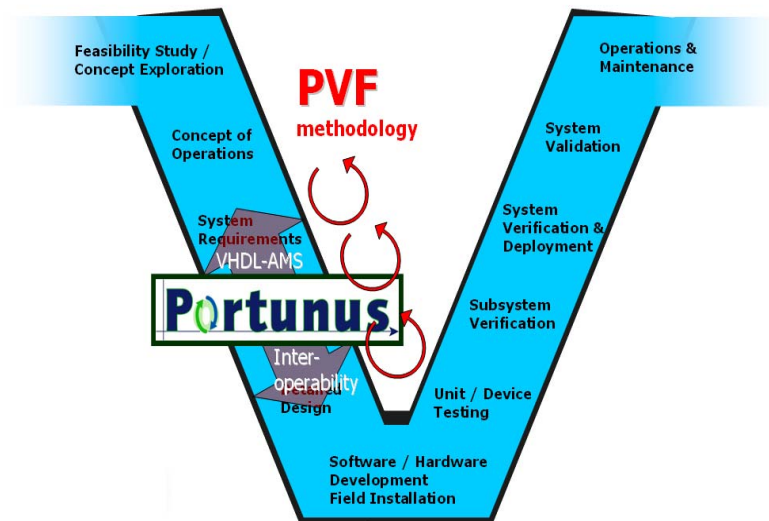 Feasibility Study /
Concept Exploration
Concept of
Operations
System
Requirements
VHDL-AMS
Portunus
Inter-
operability
Detailed
Design
PVF
methodology
Software / Hardware
Development
Field Installation
Unit / Device
Testing
Subsystem
Verification
System
Verification &
Deployment
System
Validation
Operations &
Maintenance